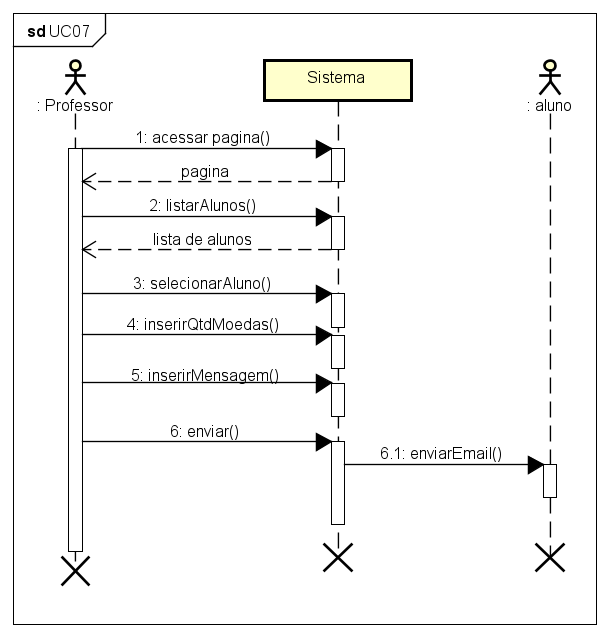 sd UC07
: Professor
Sistema
: aluno
1: acessar pagina()
pagina
2: listarAlunos()
lista de alunos
3: selecionarAluno()
4: inserirQtdMoedas()
5: inserirMensagem()
6: enviar()
6.1: enviarEmail()